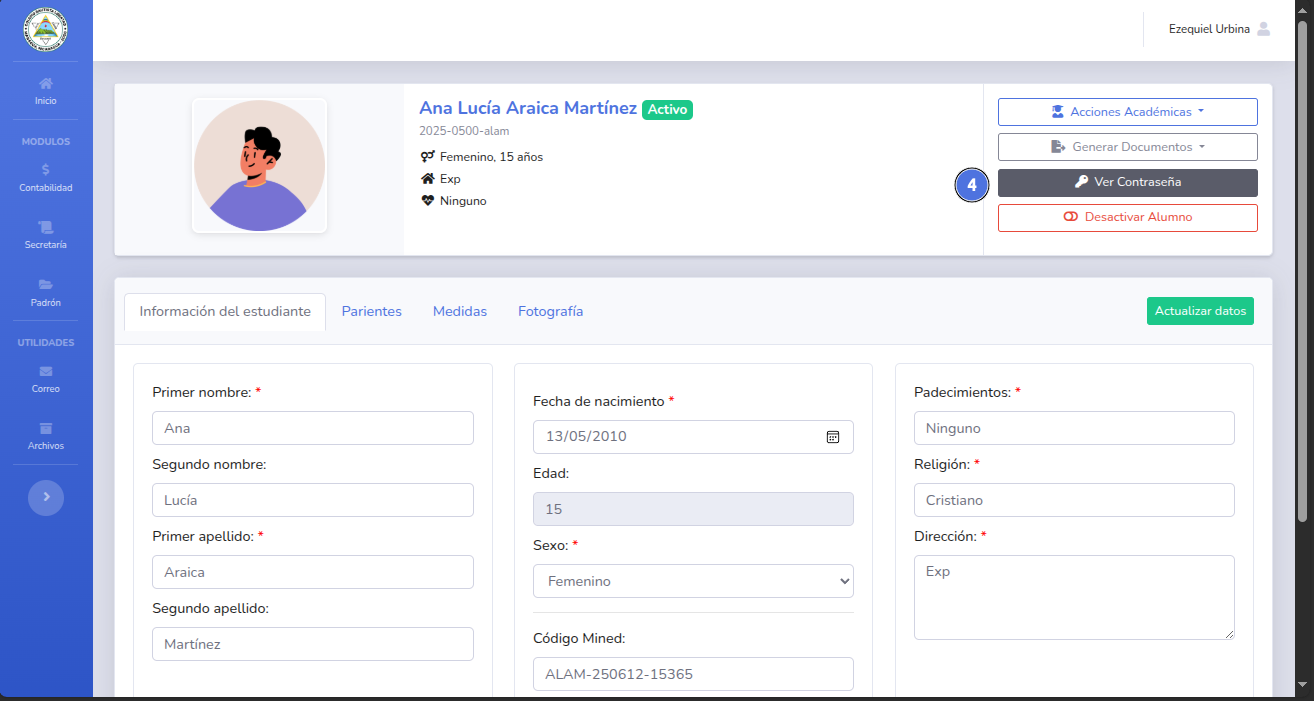 Ezequiel Urbina
Inicio
MODULOS
Contabilidad
Secretaría
Padrón
UTILIDADES
Correo
Archivos
Ana Lucía Araica Martínez Activo
2025-0500-alam
Femenino, 15 años
Exp
Ninguno
Acciones Académicas
Generar Documentos
4
Ver Contraseña
Desactivar Alumno
Información del estudiante
Parientes
Medidas
Fotografía
Actualizar datos
Primer nombre: *
Ana
Segundo nombre:
Lucía
Primer apellido: *
Araica
Segundo apellido:
Martínez
Fecha de nacimiento *
13/05/2010
Edad:
15
Sexo: *
Femenino
Código Mined:
ALAM-250612-15365
Padecimientos: *
Ninguno
Religión: *
Cristiano
Dirección: *
Exp